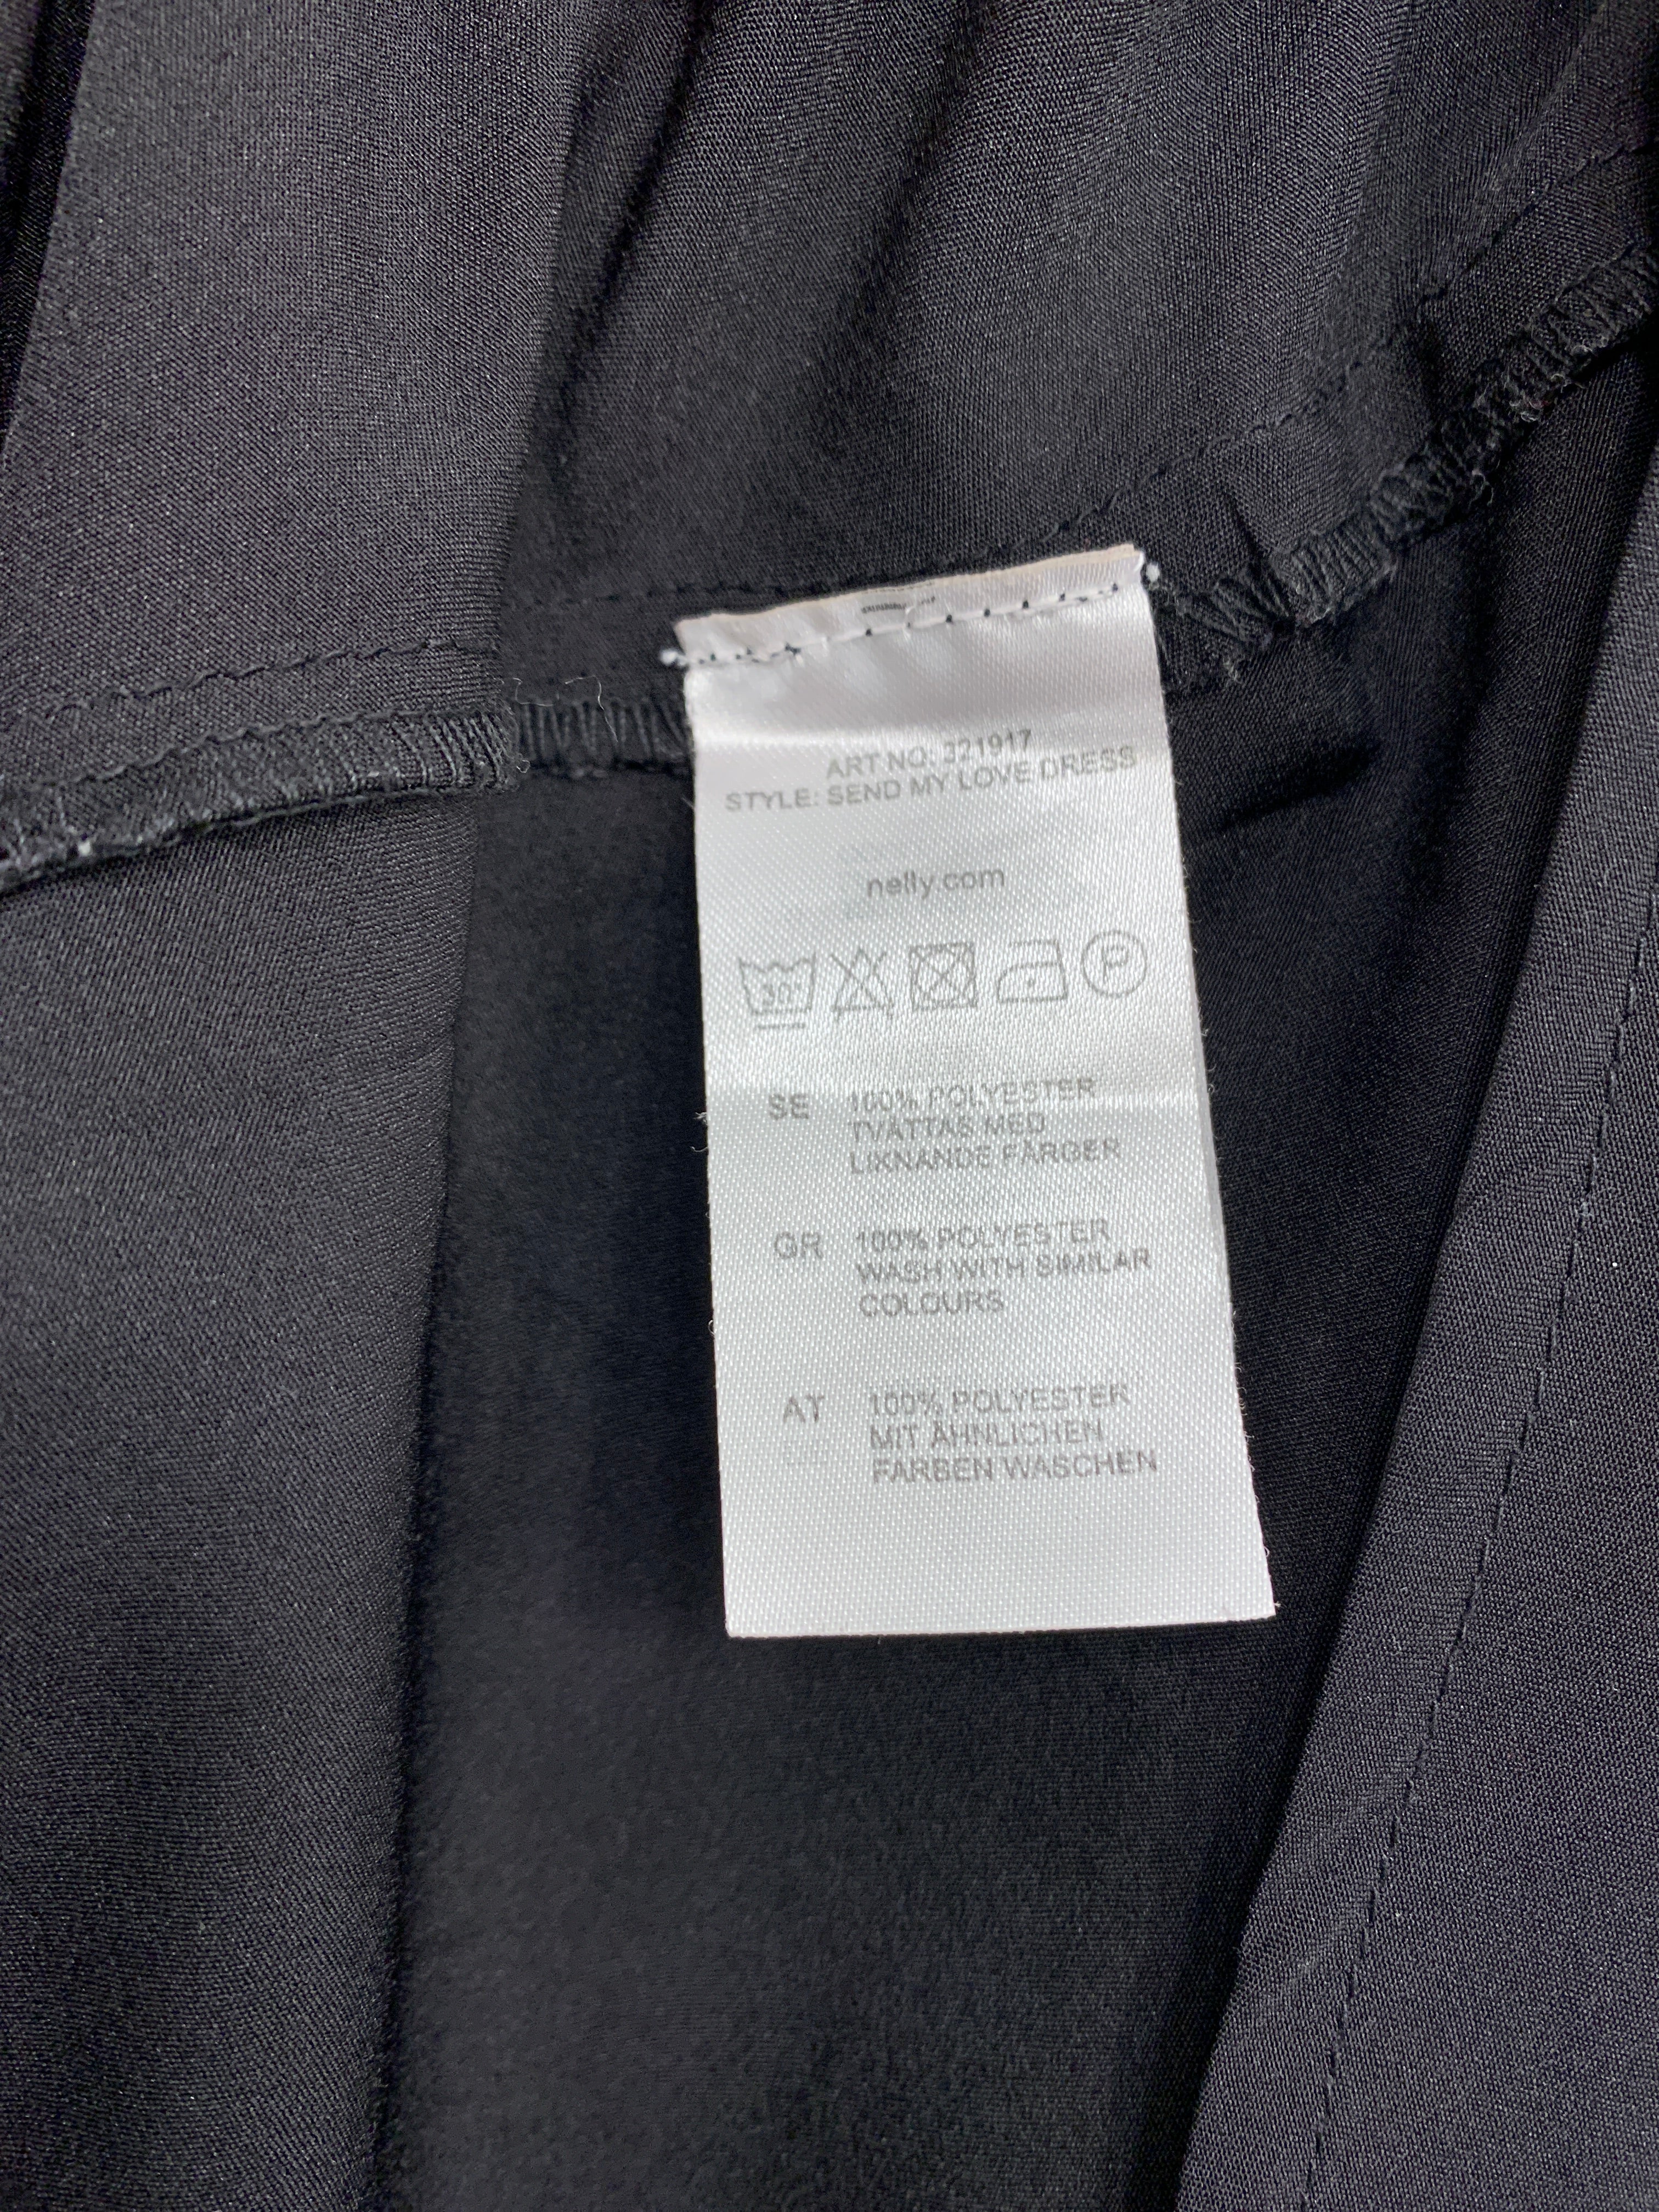 ART NO: 321917
STYLE: SEND MY LOVE DRESS
nelly.com
30°
P
SE 100% POLYESTER
TVÄTTAS MED
LIKNANDE FÄRGER
GR 100% POLYESTER
WASH WITH SIMILAR
COLOURS
AT 100% POLYESTER
MIT ÄHNLICHEN
FARBEN WASCHEN